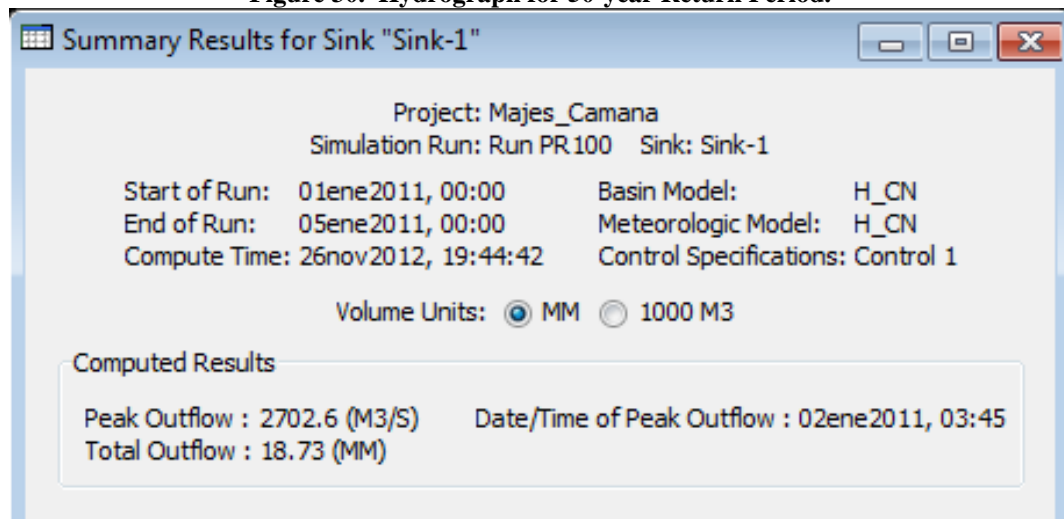 Figure 50. Hydrograph for 50-year Return Period.
Summary Results for Sink "Sink-1"
Project: Majes_Camana
Simulation Run: Run PR100 Sink: Sink-1
Start of Run: 01ene2011, 00:00 Basin Model: H_CN
End of Run: 05ene2011, 00:00 Meteorologic Model: H_CN
Compute Time: 26nov2012, 19:44:42 Control Specifications: Control 1
Volume Units: MM 1000 M3
Computed Results
Peak Outflow : 2702.6 (M3/S) Date/Time of Peak Outflow : 02ene2011, 03:45
Total Outflow : 18.73 (MM)